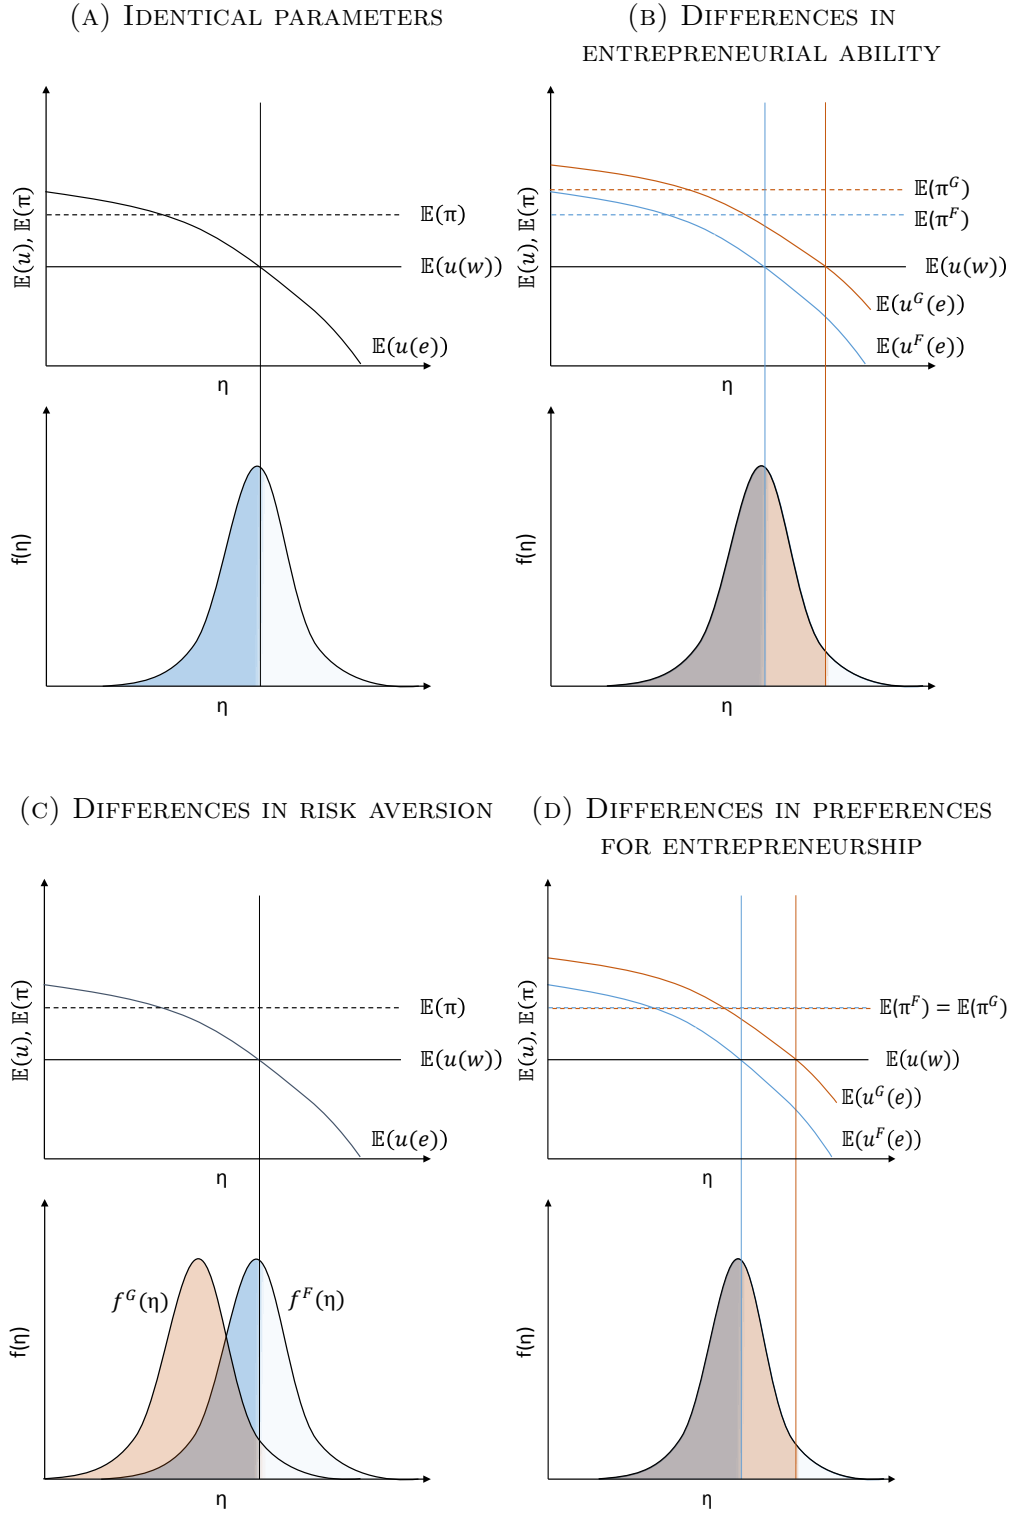 (A) IDENTICAL PARAMETERS
𝔼(u), 𝔼(π)
𝔼(π)
𝔼(u(w))
𝔼(u(e))
η
f(η)
η
(B) DIFFERENCES IN
ENTREPRENEURIAL ABILITY
𝔼(u), 𝔼(π)
𝔼(π^G)
𝔼(π^F)
𝔼(u(w))
𝔼(u^G(e))
𝔼(u^F(e))
η
f(η)
η
(C) DIFFERENCES IN RISK AVERSION
𝔼(u), 𝔼(π)
𝔼(π)
𝔼(u(w))
𝔼(u(e))
η
f^G(η)
f^F(η)
f(η)
η
(D) DIFFERENCES IN PREFERENCES
FOR ENTREPRENEURSHIP
𝔼(u), 𝔼(π)
𝔼(π^F) = 𝔼(π^G)
𝔼(u(w))
𝔼(u^G(e))
𝔼(u^F(e))
η
f(η)
η